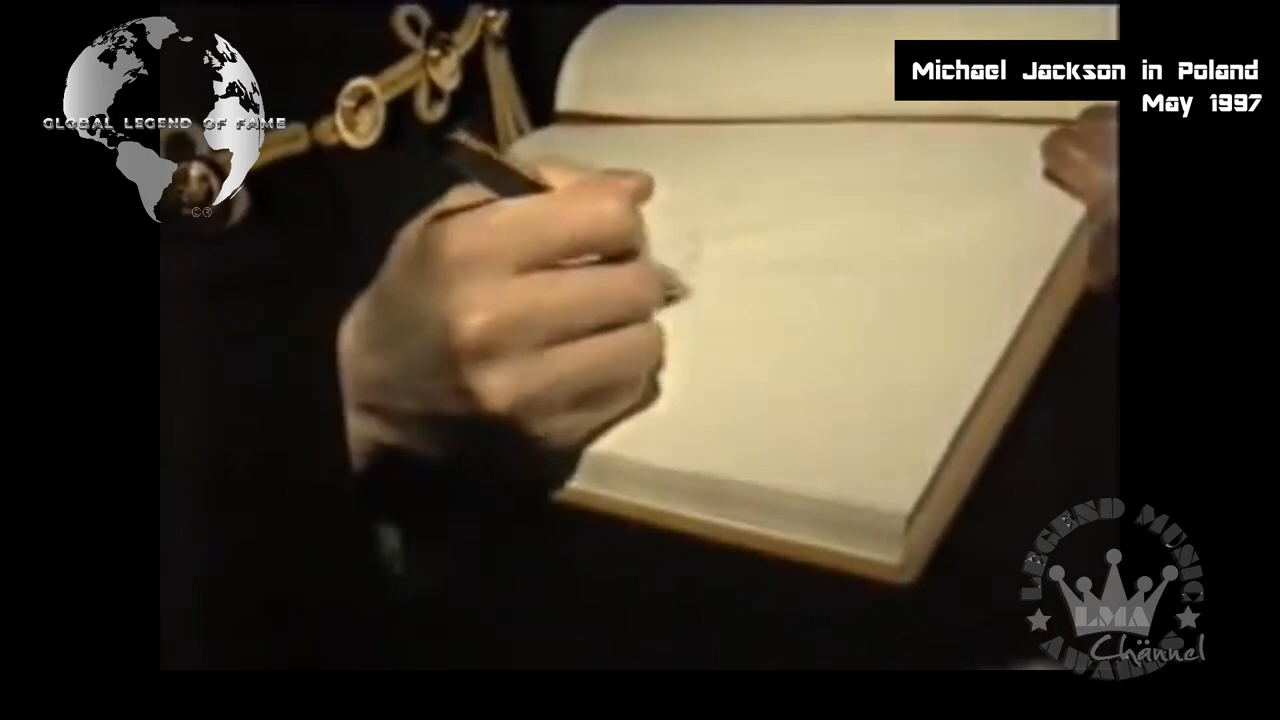 Michael Jackson in Poland
May 1997
GLOBAL LEGEND OF FAME
©®
LEGEND MUSIC
LMA
Channel